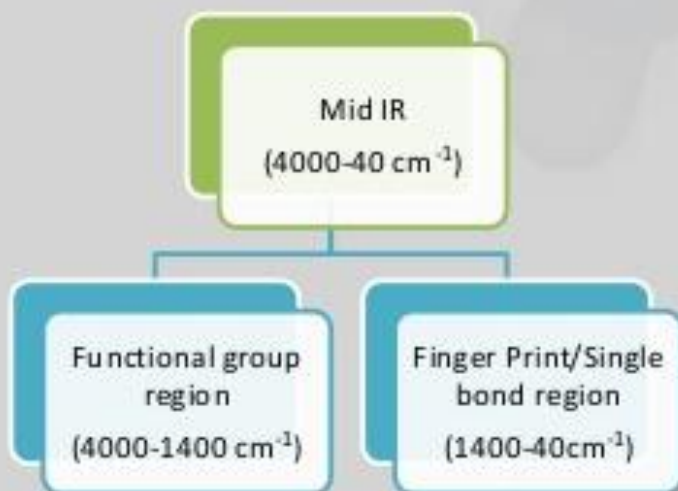 Mid IR
(4000-40 cm⁻¹)
Functional group
region
(4000-1400 cm⁻¹)
Finger Print/Single
bond region
(1400-40cm⁻¹)